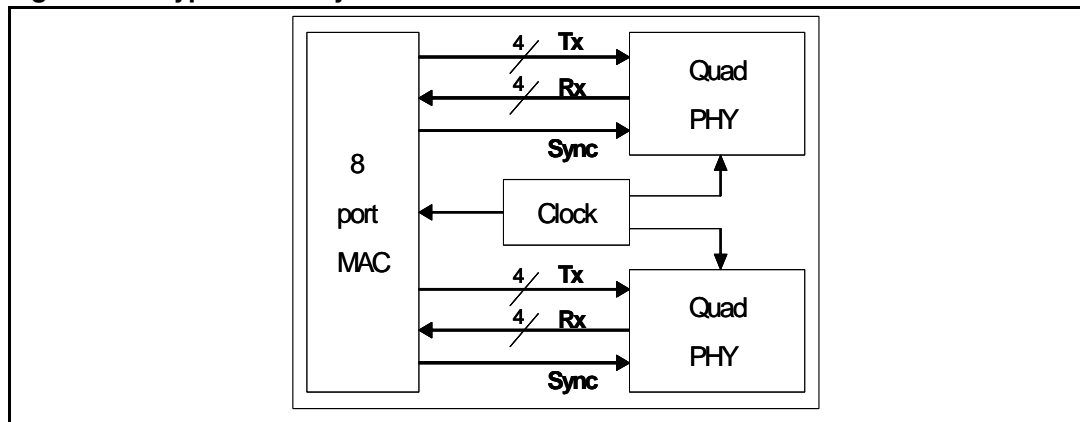 4 Tx
4 Rx
Sync
Quad
PHY
8
port
MAC
Clock
4 Tx
4 Rx
Sync
Quad
PHY